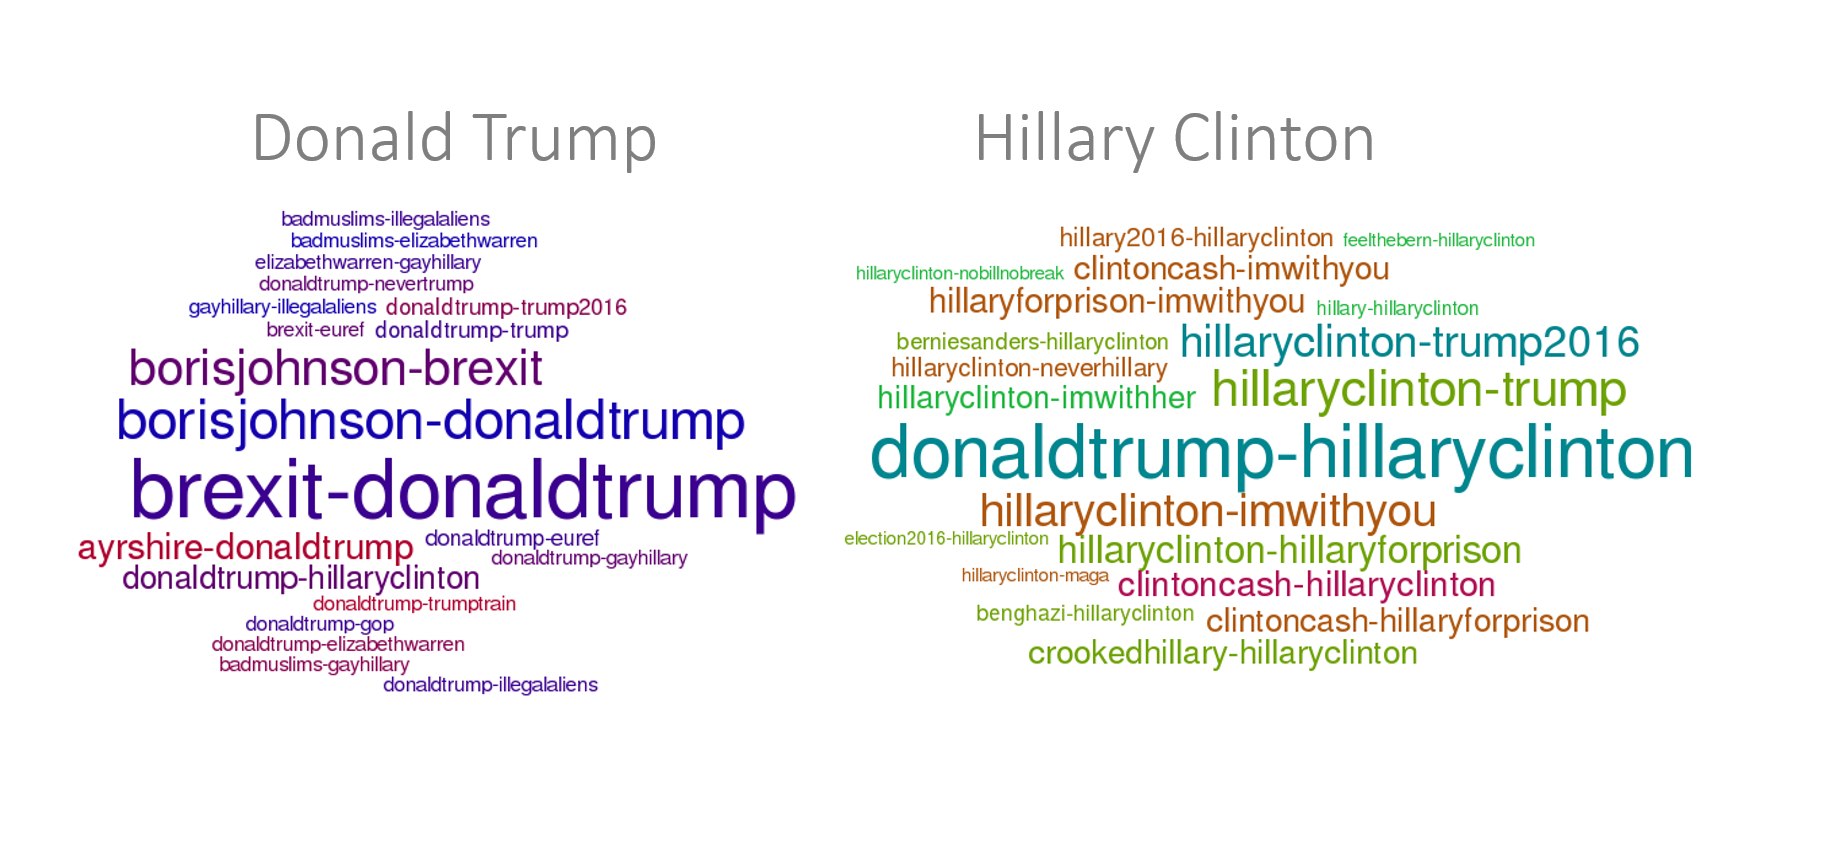 Donald Trump
badmuslims-illegalaliens
badmuslims-elizabethwarren
elizabethwarren-gayhillary
donaldtrump-nevertrump
gayhillary-illegalaliens donaldtrump-trump2016
brexit-euref donaldtrump-trump
borisjohnson-brexit
borisjohnson-donaldtrump
brexit-donaldtrump
ayrshire-donaldtrump donaldtrump-euref
donaldtrump-gayhillary
donaldtrump-hillaryclinton
donaldtrump-trumptrain
donaldtrump-gop
donaldtrump-elizabethwarren
badmuslims-gayhillary
donaldtrump-illegalaliens
Hillary Clinton
hillary2016-hillaryclinton feelthebern-hillaryclinton
hillaryclinton-nobillnobreak clintoncash-imwithyou
hillaryforprison-imwithyou hillary-hillaryclinton
berniesanders-hillaryclinton hillaryclinton-trump2016
hillaryclinton-neverhillary
hillaryclinton-imwithher hillaryclinton-trump
donaldtrump-hillaryclinton
hillaryclinton-imwithyou
election2016-hillaryclinton hillaryclinton-hillaryforprison
hillaryclinton-maga clintoncash-hillaryclinton
benghazi-hillaryclinton clintoncash-hillaryforprison
crookedhillary-hillaryclinton